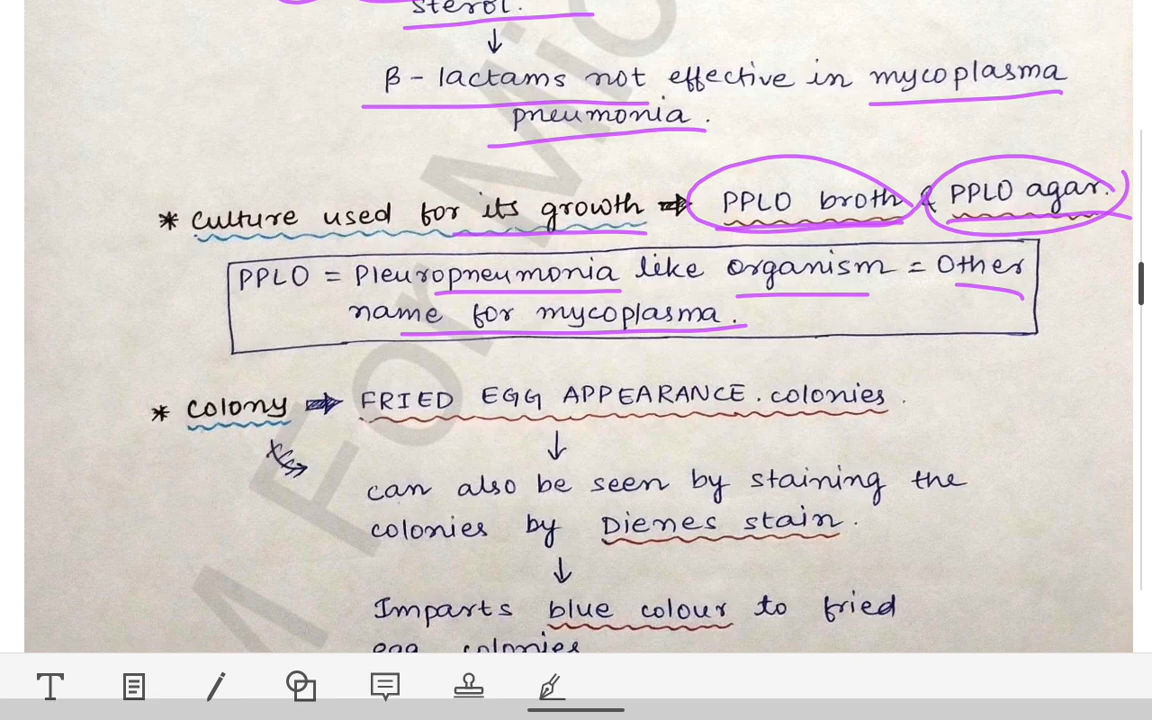 sterol.
↓
β - lactams not effective in mycoplasma
pneumonia.
* culture used for its growth ⇒ PPLO broth & PPLO agar.
PPLO = Pleuropneumonia like organism = Other
name for mycoplasma.
* colony ⇒ FRIED EGG APPEARANCE. colonies.
↓
can also be seen by staining the
colonies by Dienes stain.
↓
Imparts blue colour to fried
egg colonies